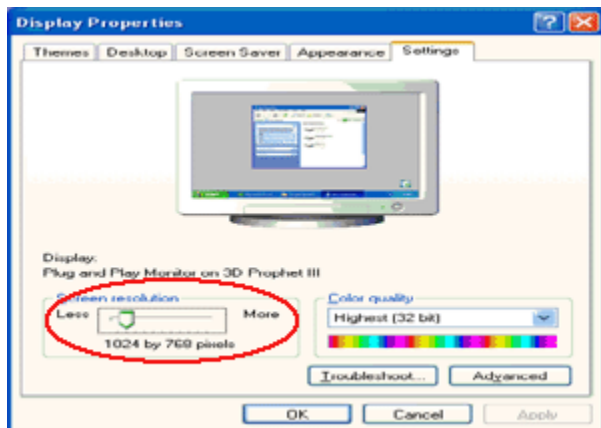 Display Properties
Themes Desktop Screen Saver Appearance Settings
Display:
Plug and Play Monitor on 3D Prophet III
Screen resolution
Less More
1024 by 768 pixels
Color quality
Highest (32 bit)
Troubleshoot... Advanced
OK Cancel Apply